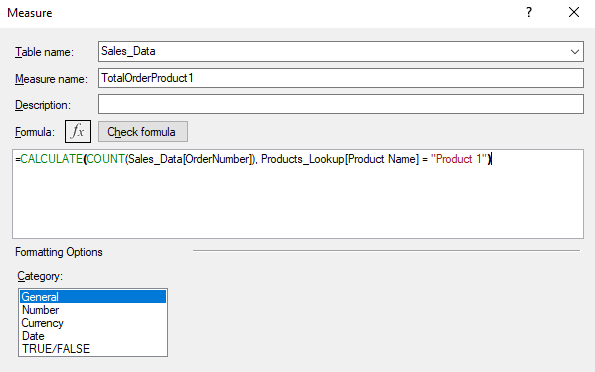 Measure ?
Table name: Sales_Data
Measure name: TotalOrderProduct1
Description:
Formula: fx Check formula
=CALCULATE(COUNT(Sales_Data[OrderNumber]), Products_Lookup[Product Name] = "Product 1")
Formatting Options
Category:
General
Number
Currency
Date
TRUE/FALSE